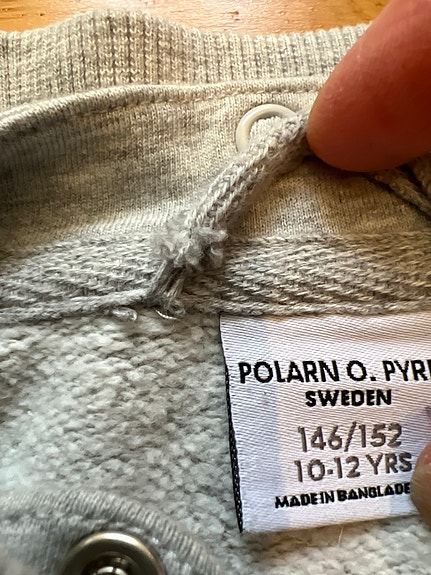 POLARN O. PYR
SWEDEN
146/152
10-12 YRS
MADE IN BANGLADE